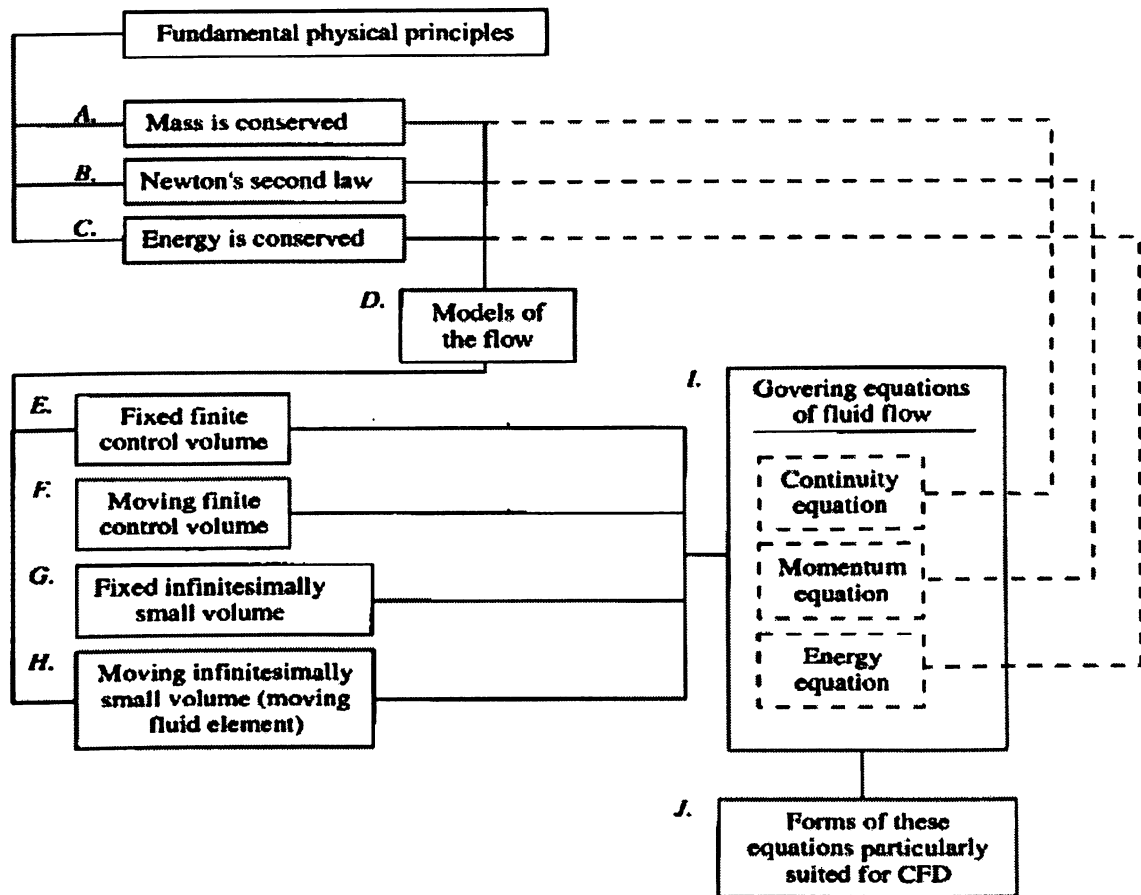 Fundamental physical principles
A. Mass is conserved
B. Newton's second law
C. Energy is conserved
D. Models of
the flow
E. Fixed finite
control volume
F. Moving finite
control volume
G. Fixed infinitesimally
small volume
H. Moving infinitesimally
small volume (moving
fluid element)
I. Govering equations
of fluid flow
Continuity
equation
Momentum
equation
Energy
equation
J. Forms of these
equations particularly
suited for CFD